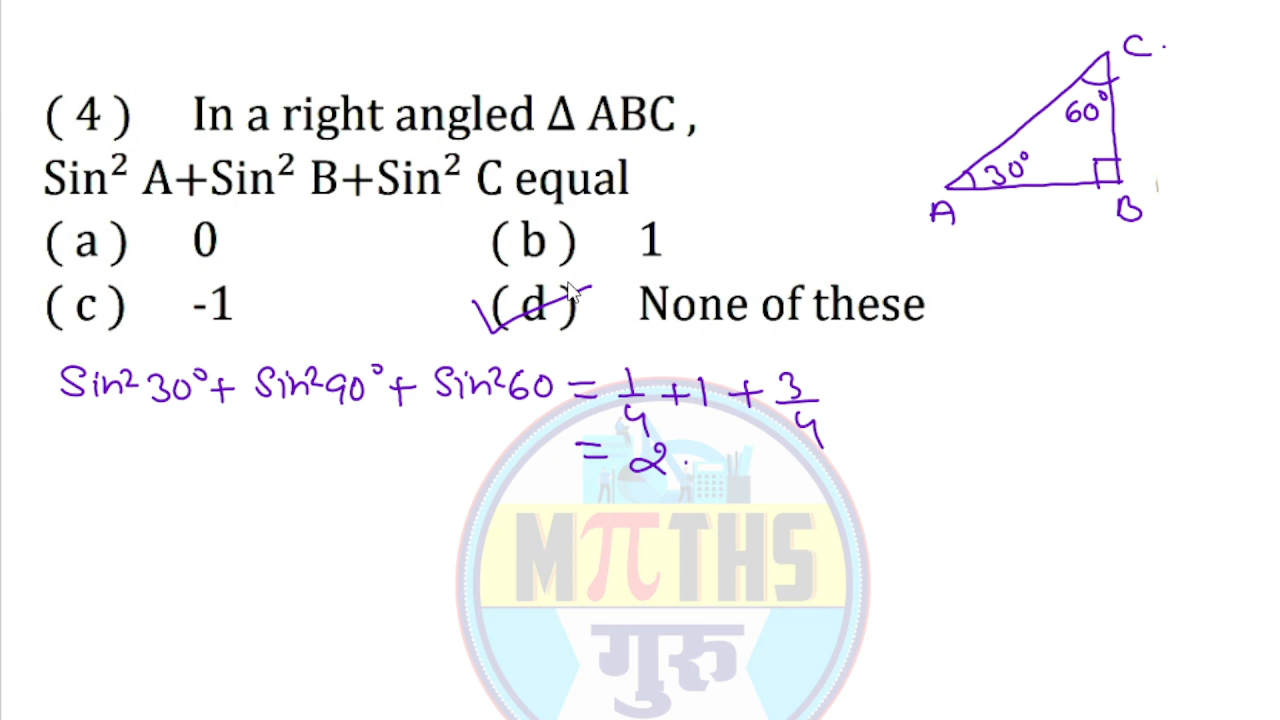 (4) In a right angled Δ ABC,
Sin² A+Sin² B+Sin² C equal
(a) 0 (b) 1
(c) -1 (d) None of these
C.
60°
30°
A B
Sin²30°+ Sin²90°+ Sin²60 = 1/4 + 1 + 3/4
= 2.
MπTHS
गुरु